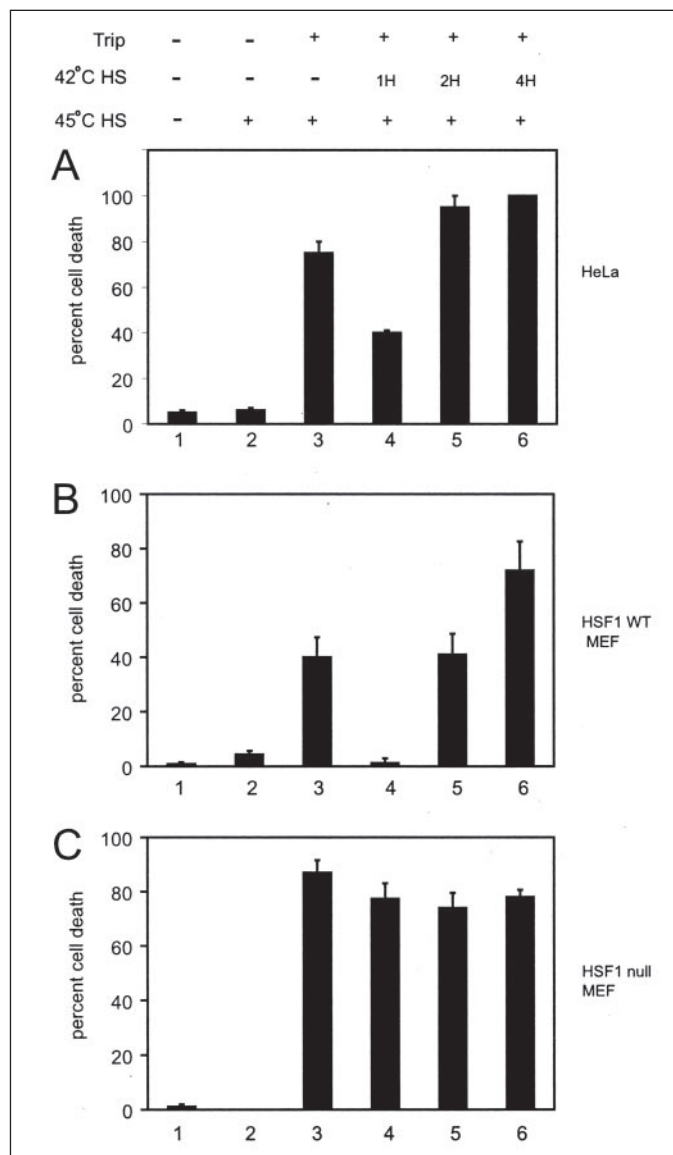 Trip - - + + + +
42°C HS - - - 1H 2H 4H
45°C HS - + + + + +
A
percent cell death
100
80
60
40
20
0
1 2 3 4 5 6
HeLa
B
percent cell death
100
80
60
40
20
0
1 2 3 4 5 6
HSF1 WT
MEF
C
percent cell death
100
80
60
40
20
0
1 2 3 4 5 6
HSF1 null
MEF